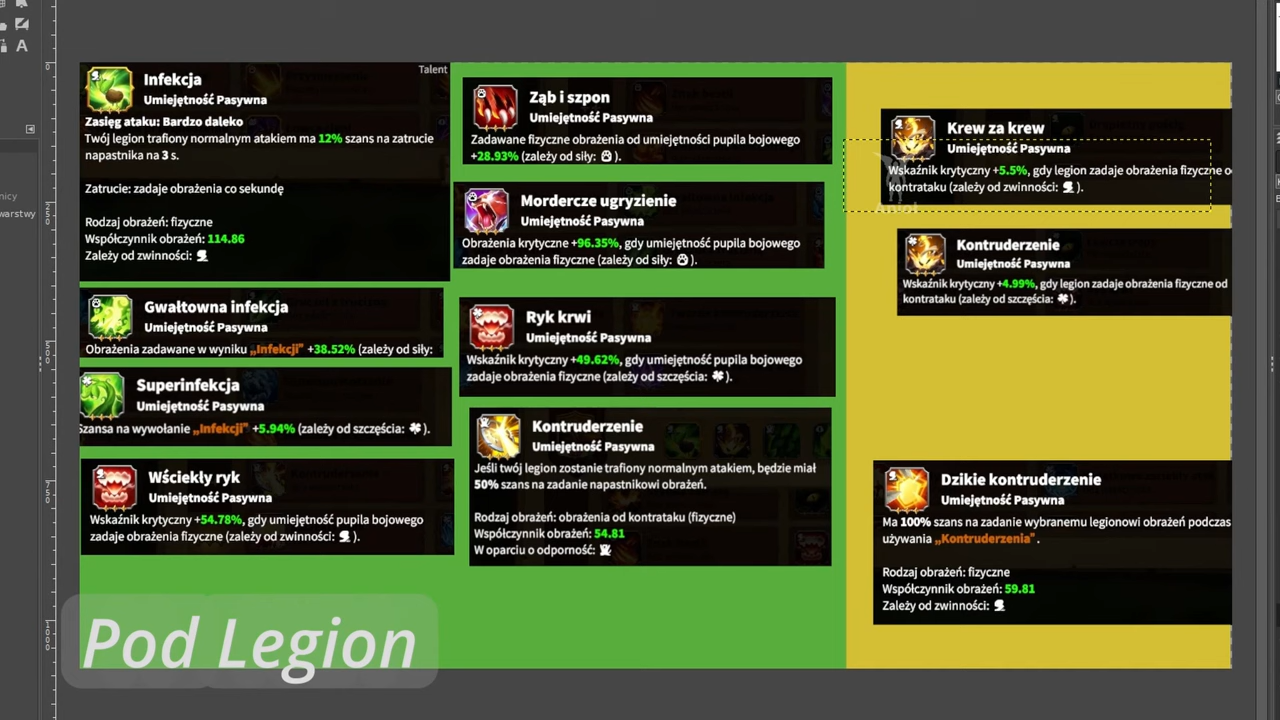 Talent
Infekcja
Umiejętność Pasywna
Zasięg ataku: Bardzo daleko
Twój legion trafiony normalnym atakiem ma 12% szans na zatrucie
napastnika na 3 s.
Zatrucie: zadaje obrażenia co sekundę
Rodzaj obrażeń: fizyczne
Współczynnik obrażeń: 114.86
Zależy od zwinności:
Gwałtowna infekcja
Umiejętność Pasywna
Obrażenia zadawane w wyniku „Infekcji” +38.52% (zależy od siły:
Superinfekcja
Umiejętność Pasywna
Szansa na wywołanie „Infekcji” +5.94% (zależy od szczęścia: ).
Wściekły ryk
Umiejętność Pasywna
Wskaźnik krytyczny +54.78%, gdy umiejętność pupila bojowego
zadaje obrażenia fizyczne (zależy od zwinności: ).
Pod Legion
Ząb i szpon
Umiejętność Pasywna
Zadawane fizyczne obrażenia od umiejętności pupila bojowego
+28.93% (zależy od siły: ).
Mordercze ugryzienie
Umiejętność Pasywna
Obrażenia krytyczne +96.35%, gdy umiejętność pupila bojowego
zadaje obrażenia fizyczne (zależy od siły: ).
Ryk krwi
Umiejętność Pasywna
Wskaźnik krytyczny +49.62%, gdy umiejętność pupila bojowego
zadaje obrażenia fizyczne (zależy od szczęścia: ).
Kontruderzenie
Umiejętność Pasywna
Jeśli twój legion zostanie trafiony normalnym atakiem, będzie miał
50% szans na zadanie napastnikowi obrażeń.
Rodzaj obrażeń: obrażenia od kontrataku (fizyczne)
Współczynnik obrażeń: 54.81
W oparciu o odporność:
Krew za krew
Umiejętność Pasywna
Wskaźnik krytyczny +5.5%, gdy legion zadaje obrażenia fizyczne o
kontrataku (zależy od zwinności: ).
Kontruderzenie
Umiejętność Pasywna
Wskaźnik krytyczny +4.99%, gdy legion zadaje obrażenia fizyczne od
kontrataku (zależy od szczęścia: ).
Dzikie kontruderzenie
Umiejętność Pasywna
Ma 100% szans na zadanie wybranemu legionowi obrażeń podczas
używania „Kontruderzenia”.
Rodzaj obrażeń: fizyczne
Współczynnik obrażeń: 59.81
Zależy od zwinności:
nicy
warstwy
A